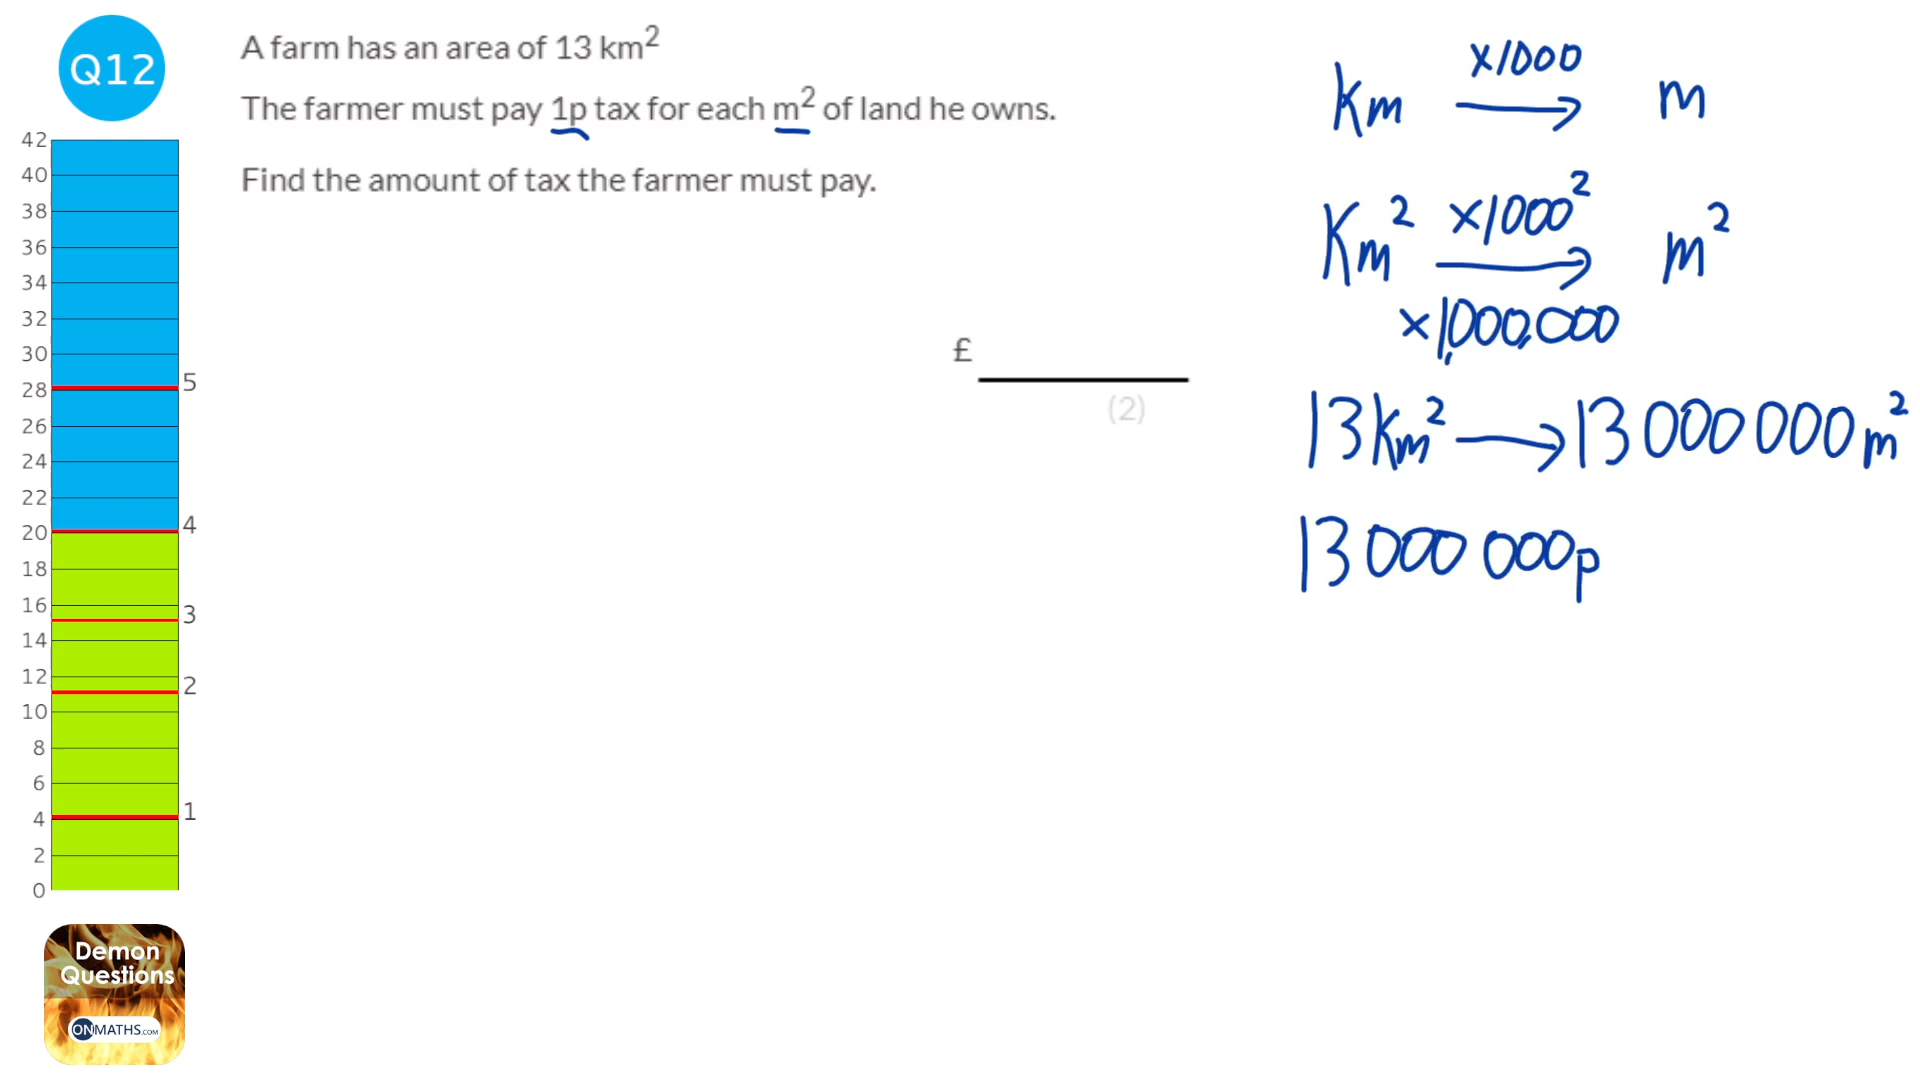 Q12
A farm has an area of 13 km²
The farmer must pay 1p tax for each m² of land he owns.
Find the amount of tax the farmer must pay.
£
(2)
42
40
38
36
34
32
30
28
26
24
22
20
18
16
14
12
10
8
6
4
2
0
5
4
3
2
1
Demon
Questions
ONMATHS.COM
x1000
km → m
x1000²
Km² → m²
x1,000,000
13km² → 13 000 000m²
13 000 000p